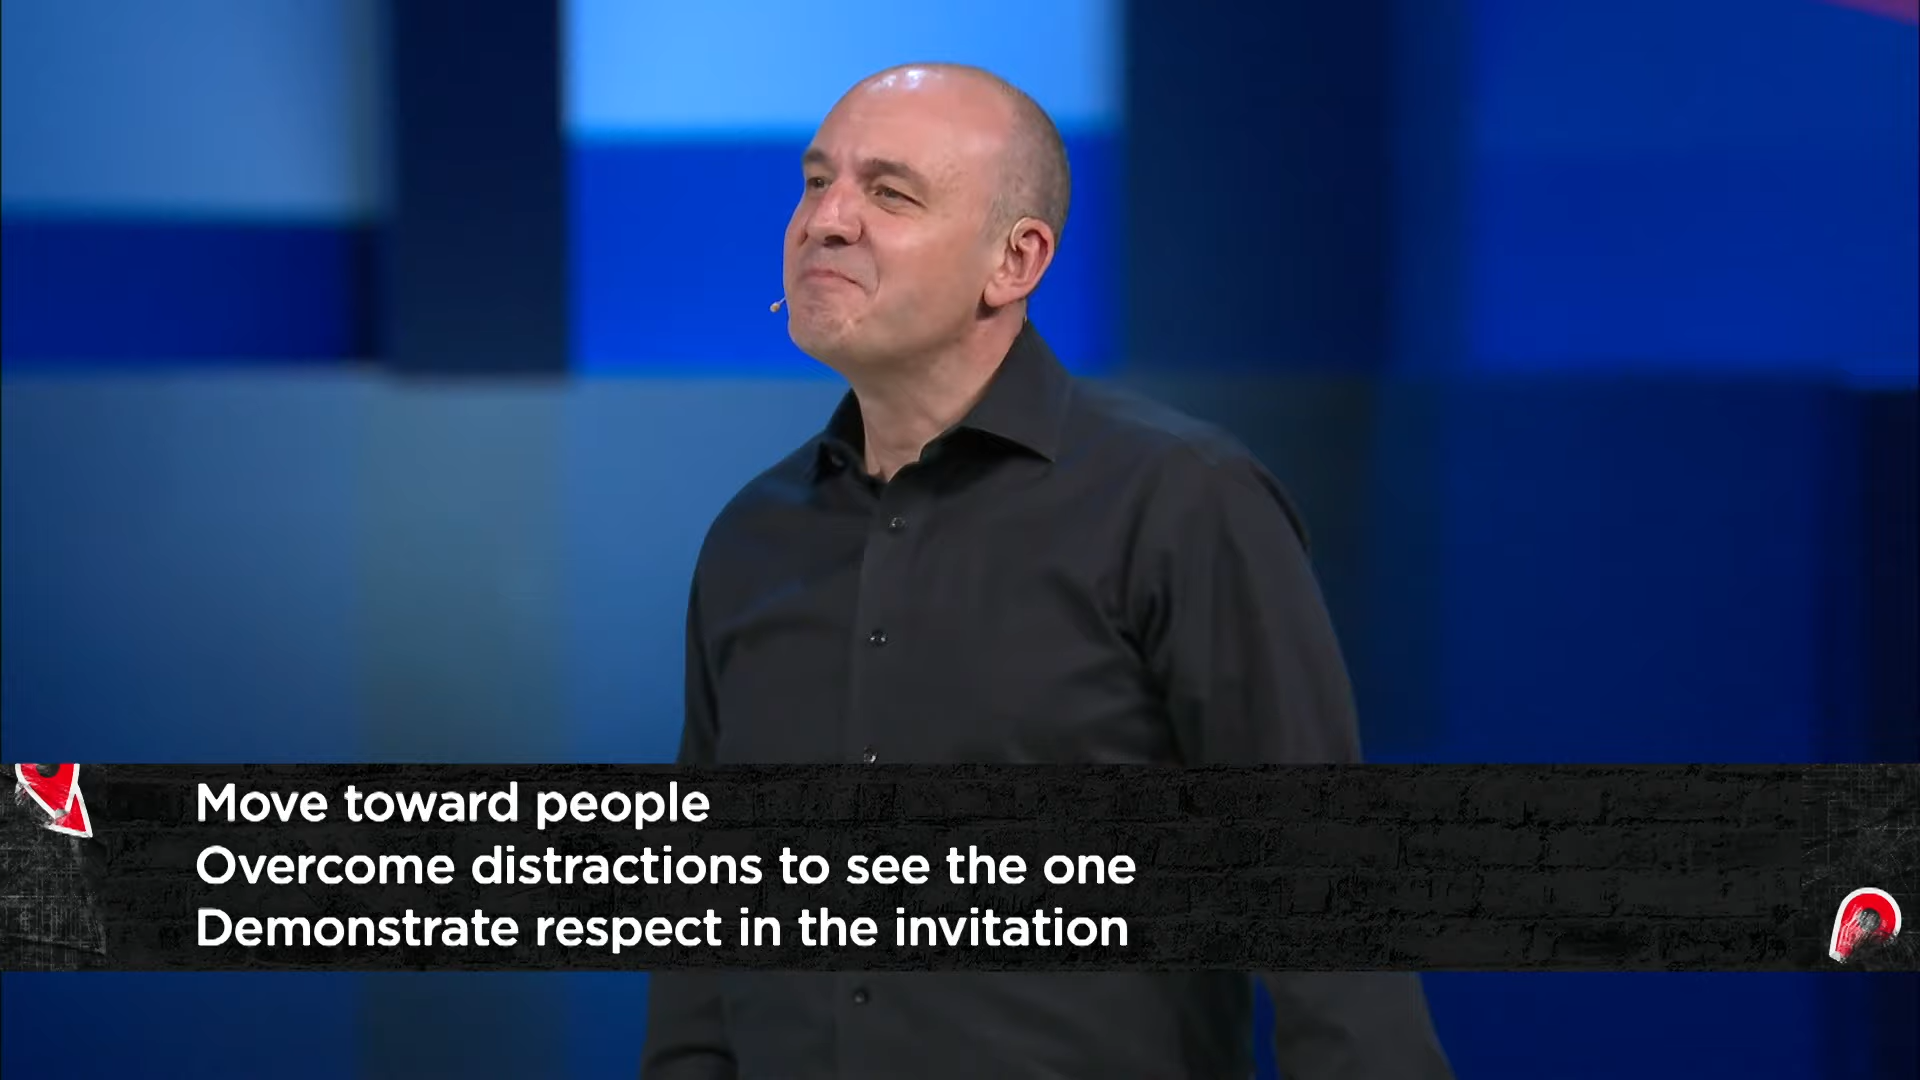 Move toward people
Overcome distractions to see the one
Demonstrate respect in the invitation